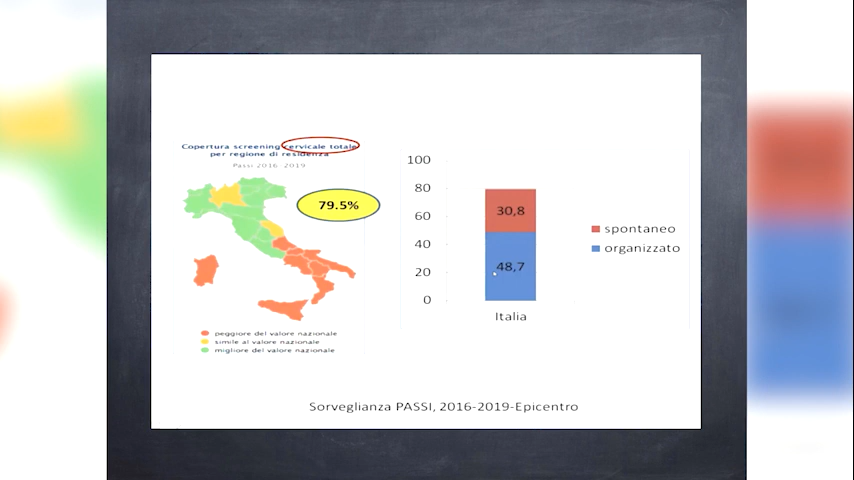 Copertura screening cervicale totale
per regione di residenza
Passi 2016-2019
79.5%
peggiore del valore nazionale
simile al valore nazionale
migliore del valore nazionale
100
80
60
40
20
0
30,8
48,7
Italia
spontaneo
organizzato
Sorveglianza PASSI, 2016-2019-Epicentro